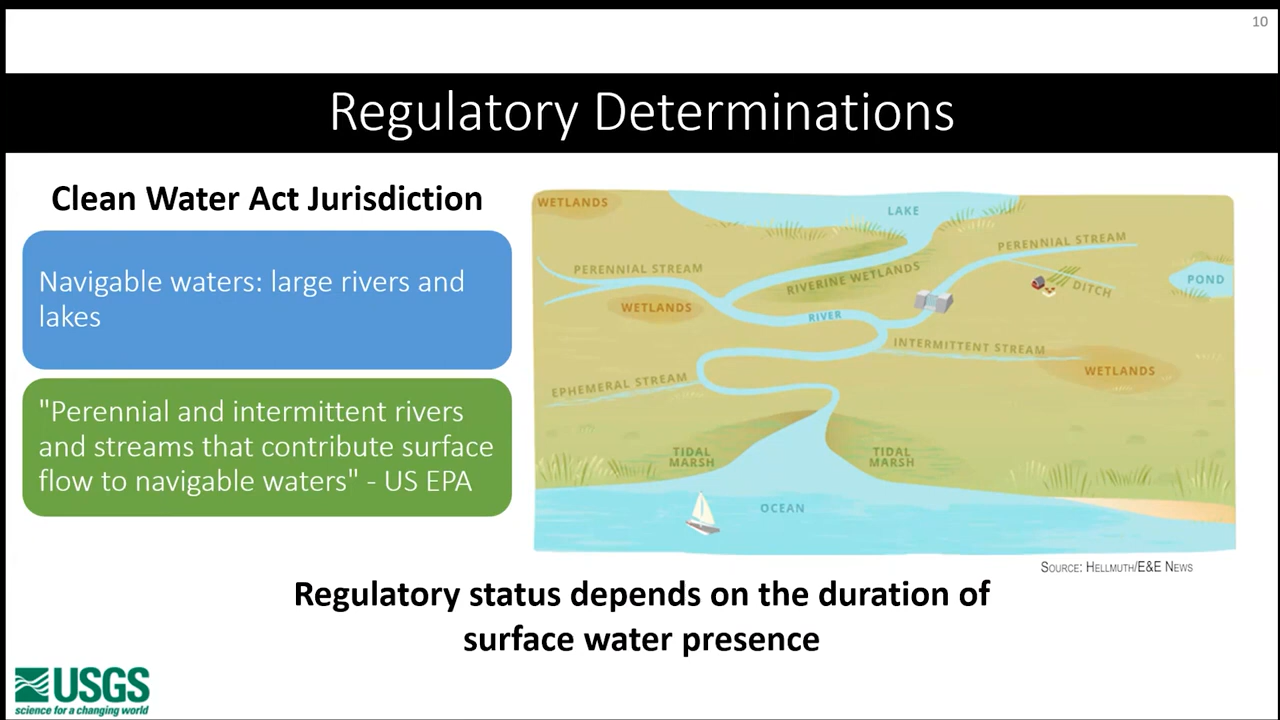 10
Regulatory Determinations
Clean Water Act Jurisdiction
Navigable waters: large rivers and
lakes
"Perennial and intermittent rivers
and streams that contribute surface
flow to navigable waters" - US EPA
WETLANDS
LAKE
PERENNIAL STREAM
PERENNIAL STREAM
RIVERINE WETLANDS
POND
DITCH
WETLANDS
RIVER
INTERMITTENT STREAM
WETLANDS
EPHEMERAL STREAM
TIDAL
MARSH
TIDAL
MARSH
OCEAN
SOURCE: HELLMUTH/E&E NEWS
Regulatory status depends on the duration of
surface water presence
USGS
science for a changing world